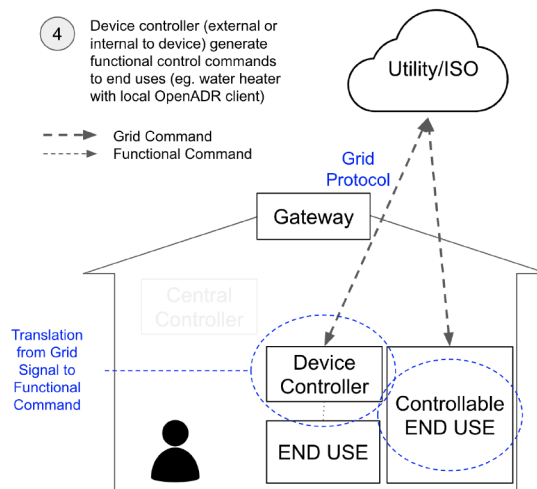 4
Device controller (external or
internal to device) generate
functional control commands
to end uses (eg. water heater
with local OpenADR client)
Grid Command
Functional Command
Utility/ISO
Grid
Protocol
Gateway
Central
Controller
Translation
from Grid
Signal to
Functional
Command
Device
Controller
END USE
Controllable
END USE